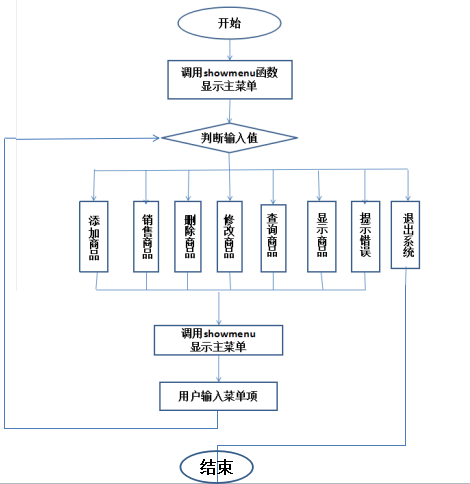 开始
调用showmenu函数
显示主菜单
判断输入值
添加商品
销售商品
删除商品
修改商品
查询商品
显示商品
提示错误
退出系统
调用showmenu
显示主菜单
用户输入菜单项
结束